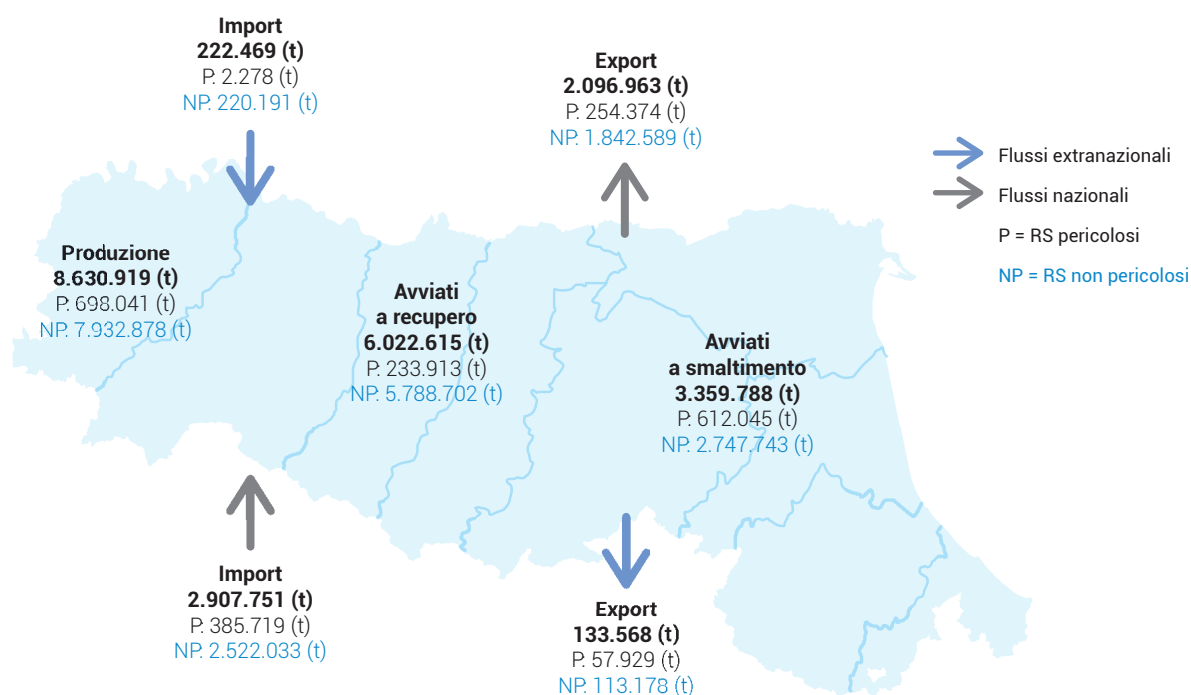 Import
222.469 (t)
P: 2.278 (t)
NP: 220.191 (t)
Export
2.096.963 (t)
P: 254.374 (t)
NP: 1.842.589 (t)
Flussi extranazionali
Flussi nazionali
P = RS pericolosi
NP = RS non pericolosi
Produzione
8.630.919 (t)
P: 698.041 (t)
NP: 7.932.878 (t)
Avviati
a recupero
6.022.615 (t)
P: 233.913 (t)
NP: 5.788.702 (t)
Avviati
a smaltimento
3.359.788 (t)
P: 612.045 (t)
NP: 2.747.743 (t)
Import
2.907.751 (t)
P: 385.719 (t)
NP: 2.522.033 (t)
Export
133.568 (t)
P: 57.929 (t)
NP: 113.178 (t)